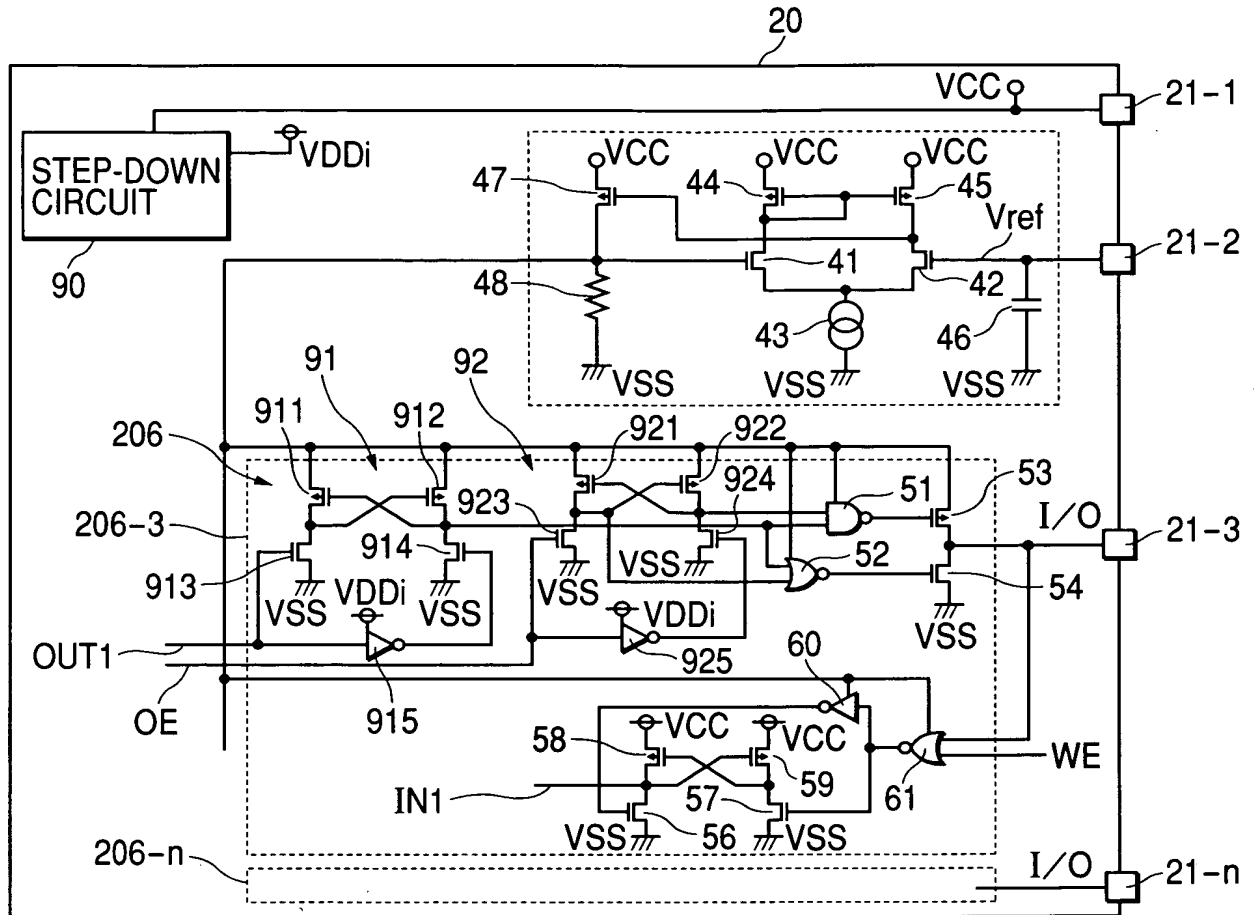 20
VCC
21-1
STEP-DOWN
CIRCUIT
VDDi
90
VCC
VCC
VCC
47
44
45
Vref
21-2
41
42
48
43
46
VSS
VSS
VSS
91
92
911
912
921
922
206
923
924
51
53
206-3
I/O
21-3
914
52
913
VSS
VSS
VSS
VSS
54
VDDi
VDDi
VSS
OUT1
925
60
OE
915
VCC
VCC
58
59
WE
IN1
57
61
VSS
56
VSS
206-n
I/O
21-n